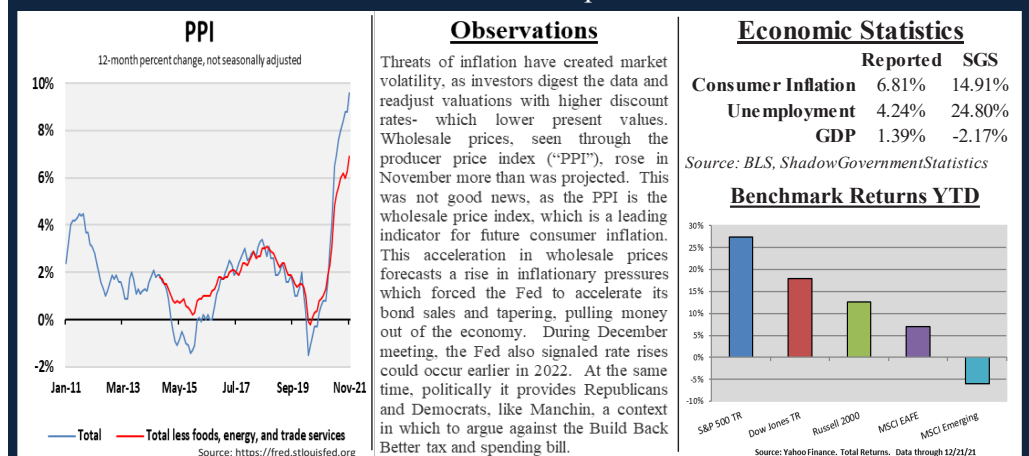 PPI
12-month percent change, not seasonally adjusted
10%
8%
6%
4%
2%
0%
-2%
Jan-11 Mar-13 May-15 Jul-17 Sep-19 Nov-21
Total Total less foods, energy, and trade services
Source: https://fred.stlouisfed.org
Observations
Threats of inflation have created market
volatility, as investors digest the data and
readjust valuations with higher discount
rates- which lower present values.
Wholesale prices, seen through the
producer price index (“PPI”), rose in
November more than was projected. This
was not good news, as the PPI is the
wholesale price index, which is a leading
indicator for future consumer inflation.
This acceleration in wholesale prices
forecasts a rise in inflationary pressures
which forced the Fed to accelerate its
bond sales and tapering, pulling money
out of the economy. During December
meeting, the Fed also signaled rate rises
could occur earlier in 2022. At the same
time, politically it provides Republicans
and Democrats, like Manchin, a context
in which to argue against the Build Back
Better tax and spending bill.
Economic Statistics
Reported SGS
Consumer Inflation 6.81% 14.91%
Unemployment 4.24% 24.80%
GDP 1.39% -2.17%
Source: BLS, ShadowGovernmentStatistics
Benchmark Returns YTD
30%
25%
20%
15%
10%
5%
0%
-5%
-10%
S&P 500 TR Dow Jones TR Russell 2000 MSCI EAFE MSCI Emerging
Source: Yahoo Finance. Total Returns. Data through 12/21/21